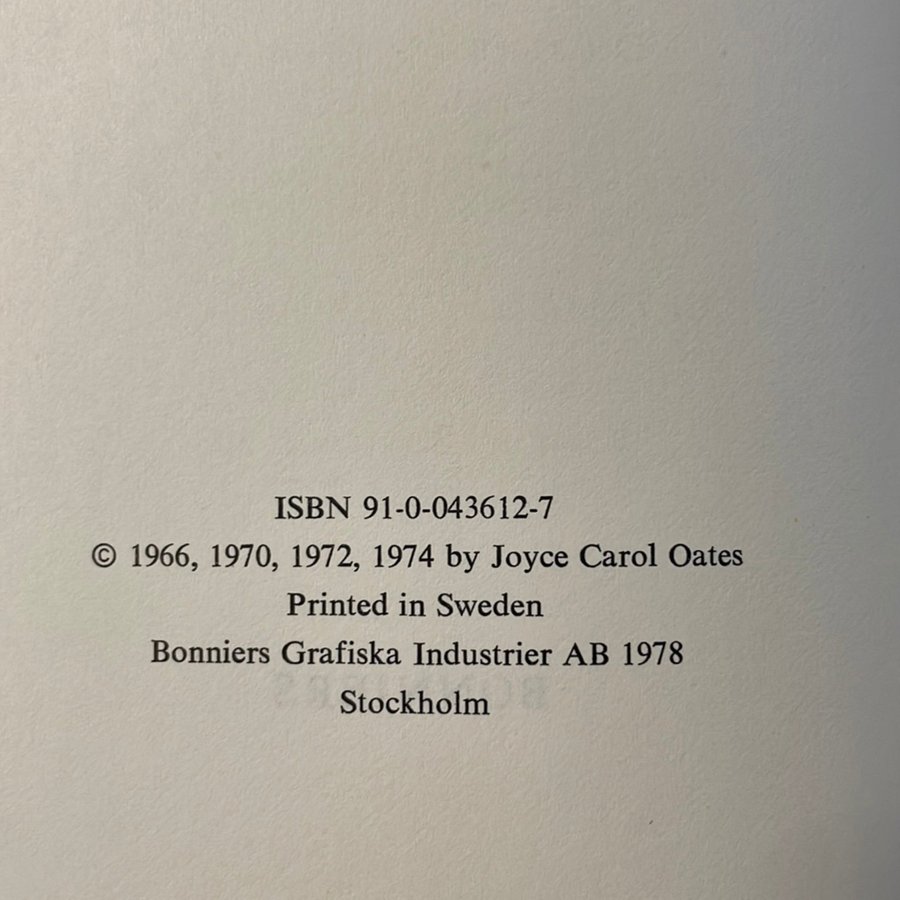 ISBN 91-0-043612-7
© 1966, 1970, 1972, 1974 by Joyce Carol Oates
Printed in Sweden
Bonniers Grafiska Industrier AB 1978
Stockholm